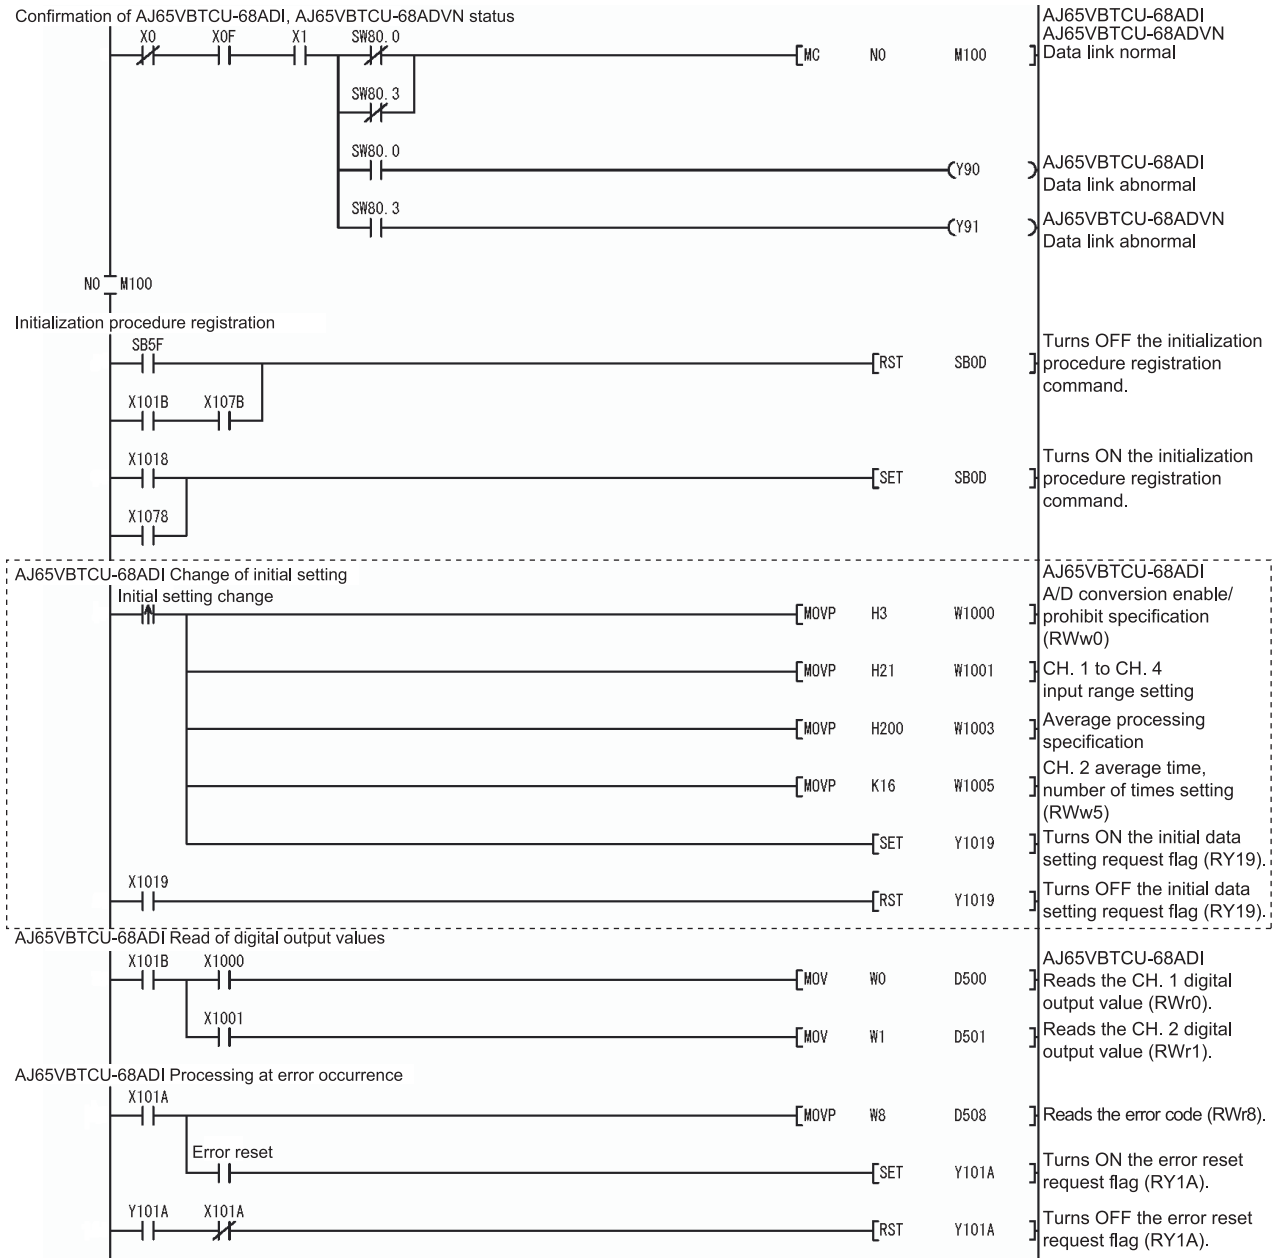 Confirmation of AJ65VBTCU-68ADI, AJ65VBTCU-68ADVN status
X0 X0F X1 SW80.0
[MC N0 M100 ]
AJ65VBTCU-68ADI
AJ65VBTCU-68ADVN
Data link normal
SW80.3
SW80.0
(Y90 )
AJ65VBTCU-68ADI
Data link abnormal
SW80.3
(Y91 )
AJ65VBTCU-68ADVN
Data link abnormal
N0 M100
Initialization procedure registration
SB5F
[RST SB0D ]
Turns OFF the initialization
procedure registration
command.
X101B X107B
X1018
[SET SB0D ]
Turns ON the initialization
procedure registration
command.
X1078
AJ65VBTCU-68ADI Change of initial setting
Initial setting change
[MOVP H3 W1000 ]
AJ65VBTCU-68ADI
A/D conversion enable/
prohibit specification
(RWw0)
[MOVP H21 W1001 ]
CH. 1 to CH. 4
input range setting
[MOVP H200 W1003 ]
Average processing
specification
[MOVP K16 W1005 ]
CH. 2 average time,
number of times setting
(RWw5)
[SET Y1019 ]
Turns ON the initial data
setting request flag (RY19).
X1019
[RST Y1019 ]
Turns OFF the initial data
setting request flag (RY19).
AJ65VBTCU-68ADI Read of digital output values
X101B X1000
[MOV W0 D500 ]
AJ65VBTCU-68ADI
Reads the CH. 1 digital
output value (RWr0).
X1001
[MOV W1 D501 ]
Reads the CH. 2 digital
output value (RWr1).
AJ65VBTCU-68ADI Processing at error occurrence
X101A
[MOVP W8 D508 ]
Reads the error code (RWr8).
Error reset
[SET Y101A ]
Turns ON the error reset
request flag (RY1A).
Y101A X101A
[RST Y101A ]
Turns OFF the error reset
request flag (RY1A).